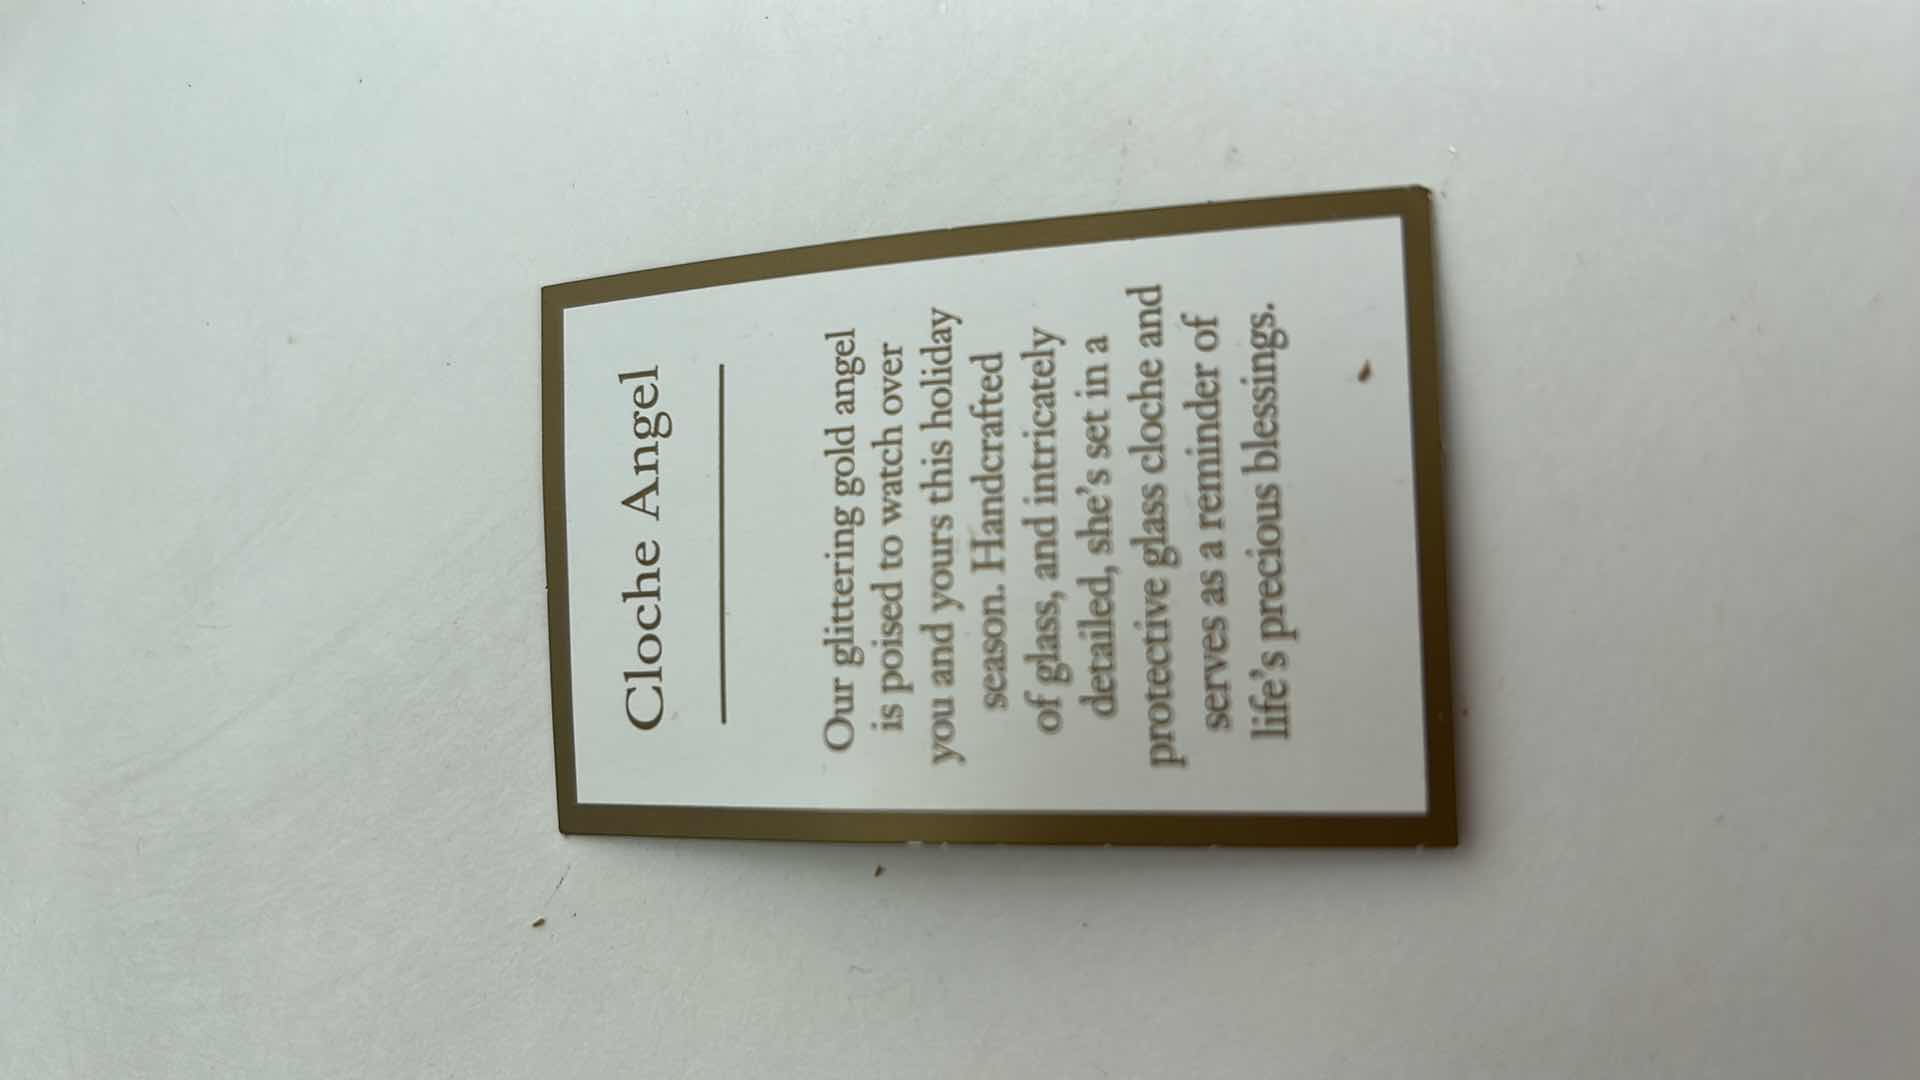 Cloche Angel
Our glittering gold angel
is poised to watch over
you and yours this holiday
season. Handcrafted
of glass, and intricately
detailed, she's set in a
protective glass cloche and
serves as a reminder of
life's precious blessings.